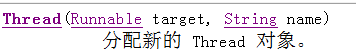 Thread(Runnable target, String name)
分配新的 Thread 对象。